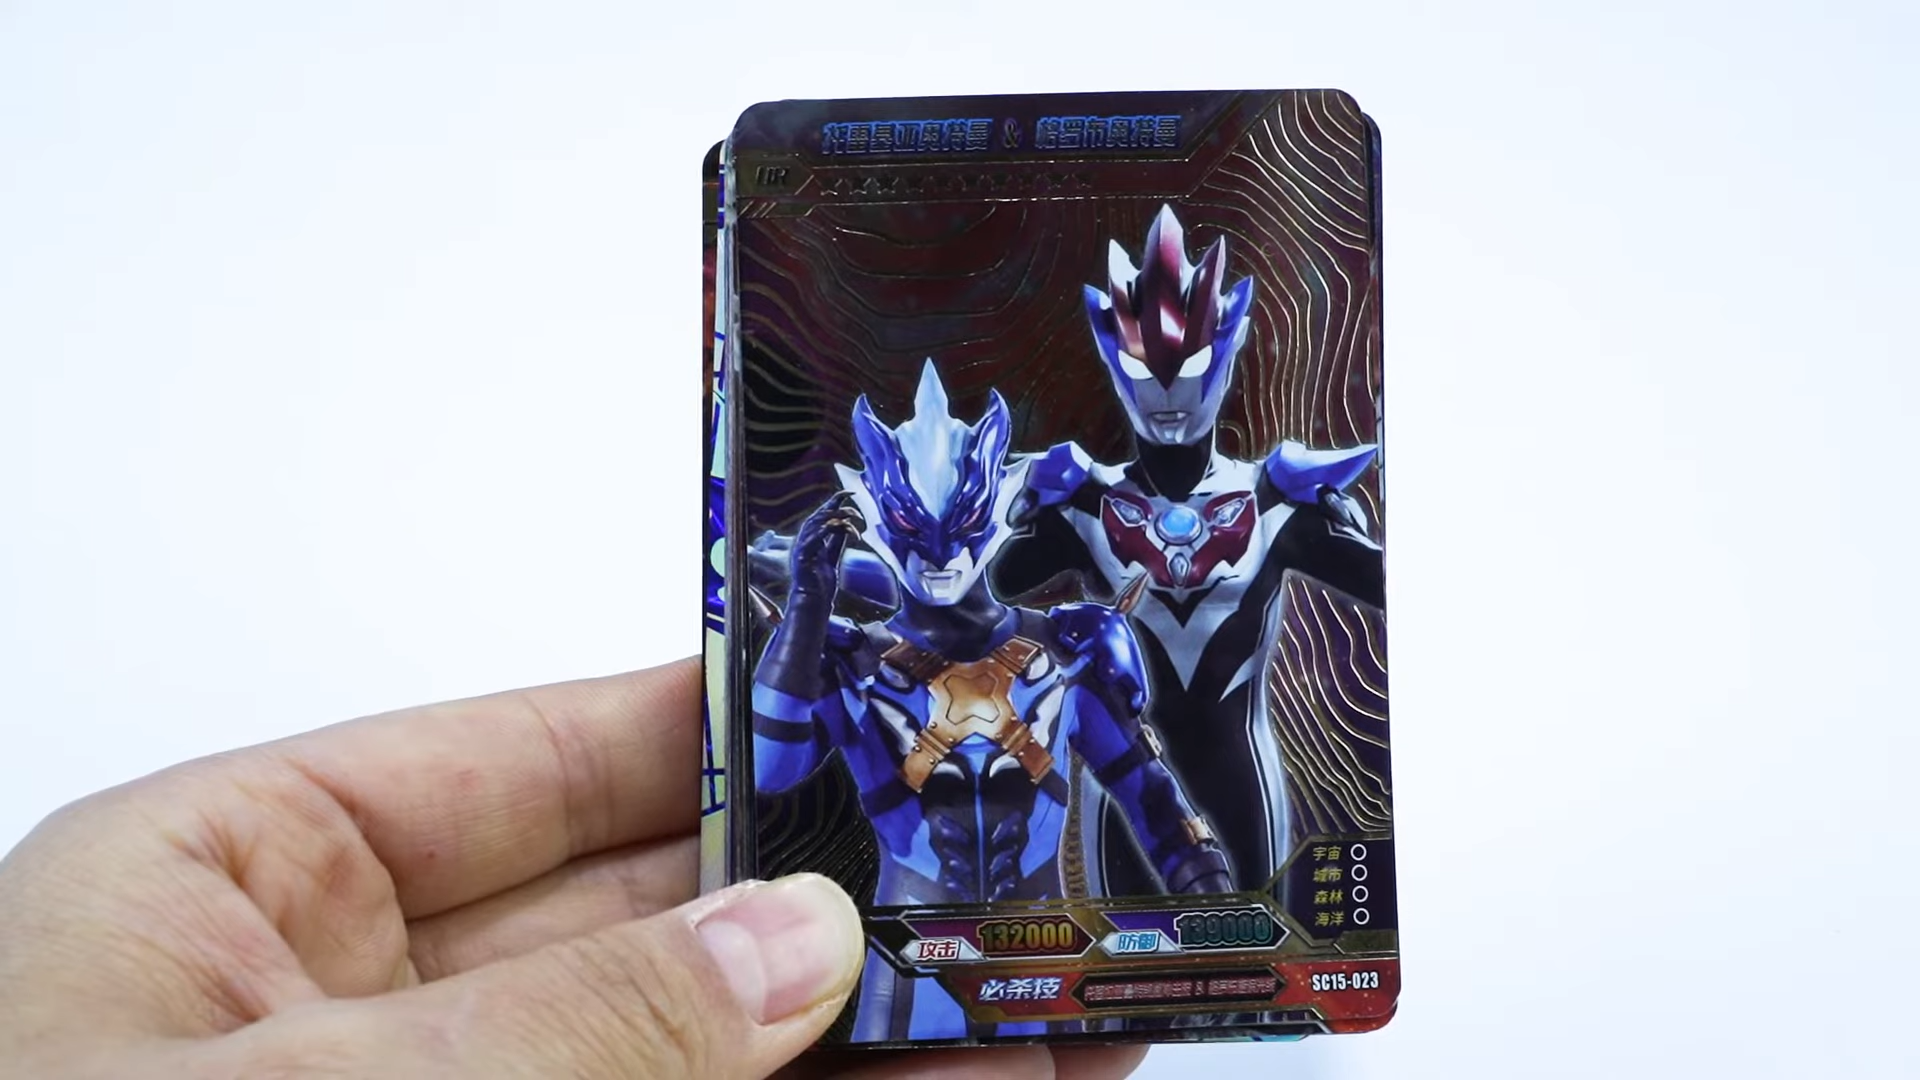 托雷基亚奥特曼 & 格罗布奥特曼
宇宙
城市
森林
海洋
攻击 132000 防御 139000
必杀技
SC15-023